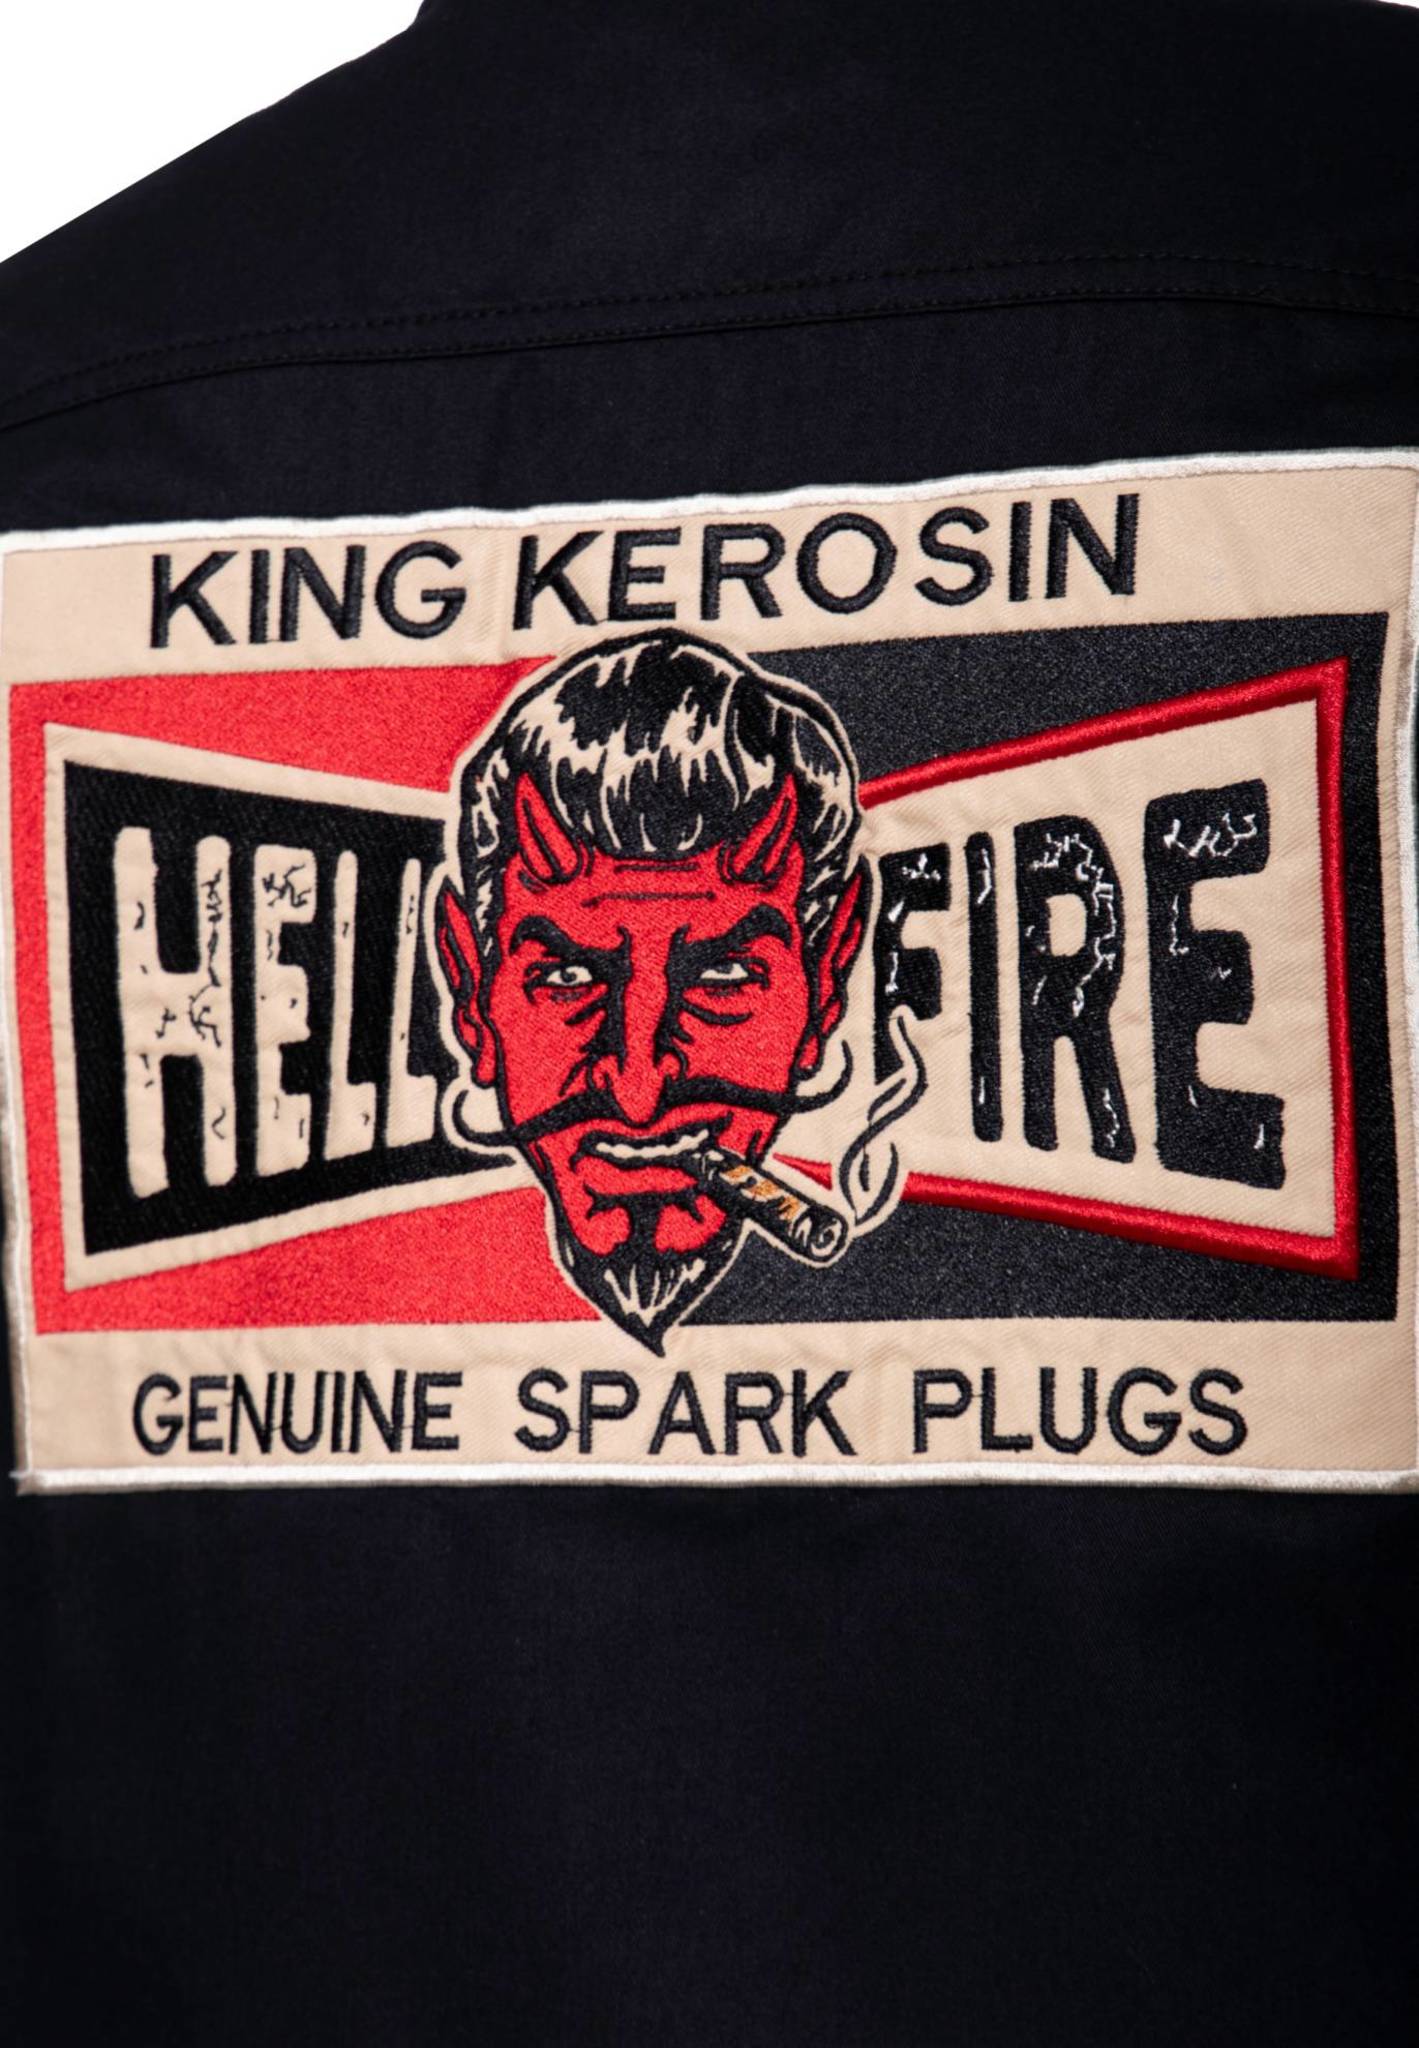 KING KEROSIN
HELL FIRE
GENUINE SPARK PLUGS